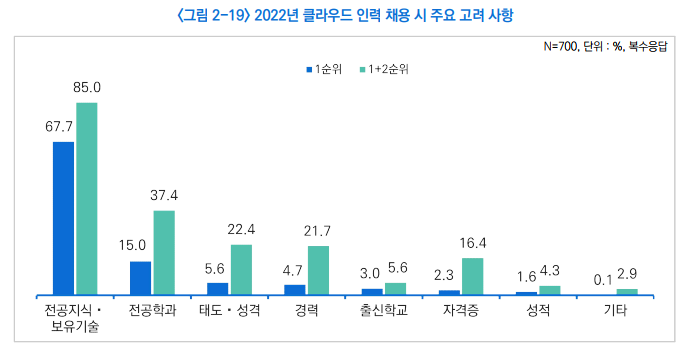 <그림 2-19> 2022년 클라우드 인력 채용 시 주요 고려 사항
N=700, 단위 : %, 복수응답
1순위 1+2순위
67.7 85.0 15.0 37.4 5.6 22.4 4.7 21.7 3.0 5.6 2.3 16.4 1.6 4.3 0.1 2.9
전공지식・ 전공학과 태도・성격 경력 출신학교 자격증 성적 기타
보유기술